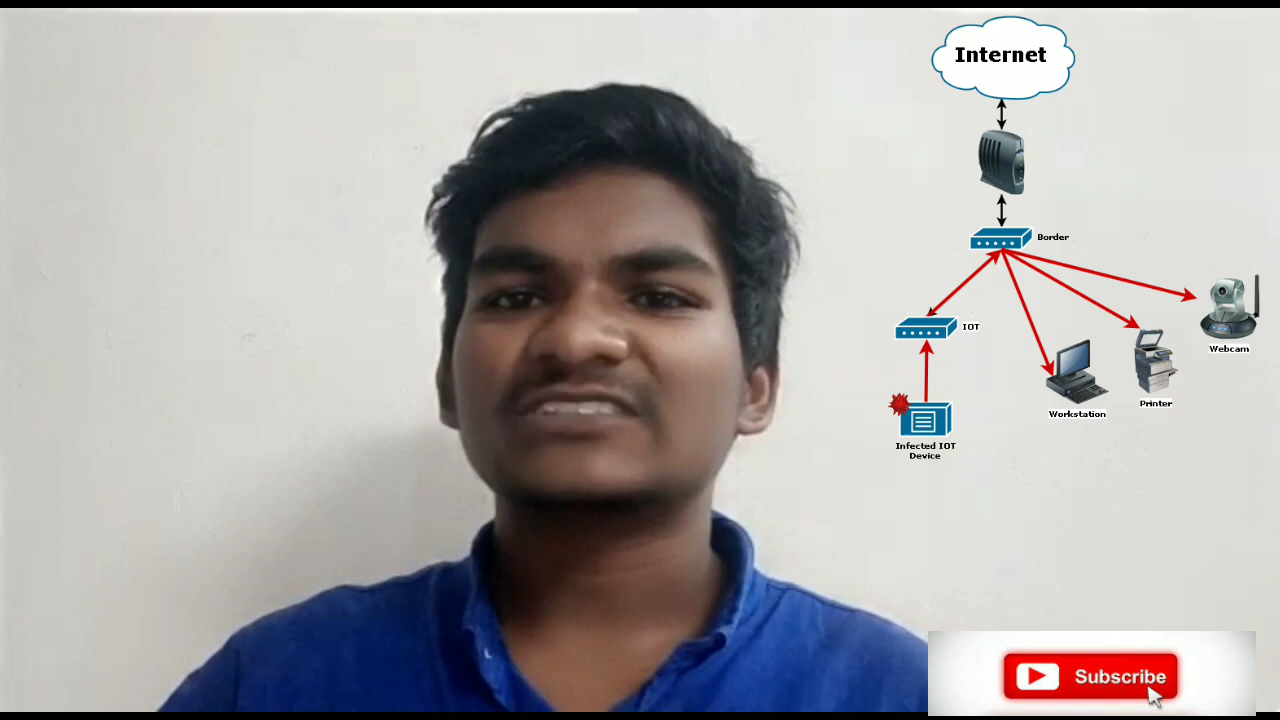 Internet
Border
IOT
Webcam
Printer
Workstation
Infected IOT
Device
Subscribe